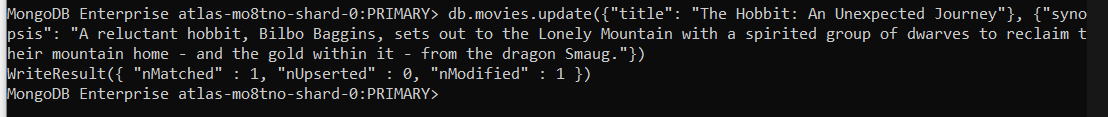 MongoDB Enterprise atlas-mo8tno-shard-0:PRIMARY> db.movies.update({"title": "The Hobbit: An Unexpected Journey"}, {"syno
psis": "A reluctant hobbit, Bilbo Baggins, sets out to the Lonely Mountain with a spirited group of dwarves to reclaim t
heir mountain home - and the gold within it - from the dragon Smaug."})
WriteResult({ "nMatched" : 1, "nUpserted" : 0, "nModified" : 1 })
MongoDB Enterprise atlas-mo8tno-shard-0:PRIMARY>